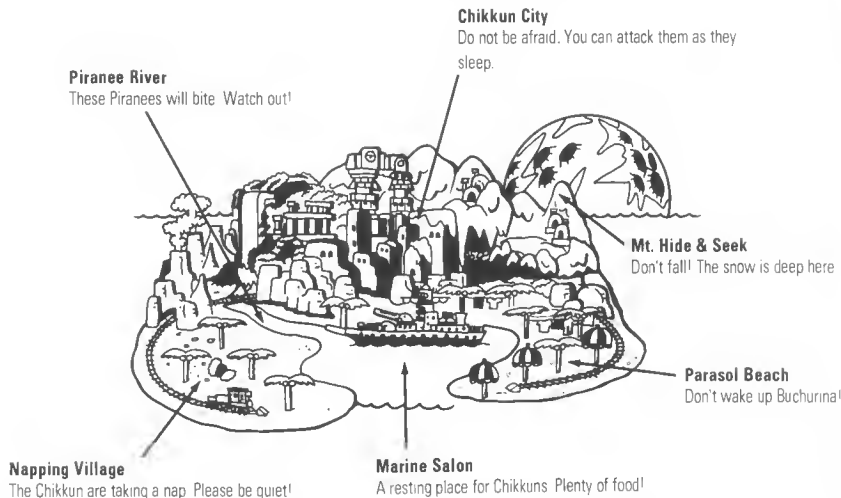 Chikkun City
Do not be afraid. You can attack them as they
sleep.
Piranee River
These Piranees will bite Watch out!
Mt. Hide & Seek
Don't fall! The snow is deep here
Parasol Beach
Don't wake up Buchurina!
Napping Village
The Chikkun are taking a nap Please be quiet!
Marine Salon
A resting place for Chikkuns Plenty of food!